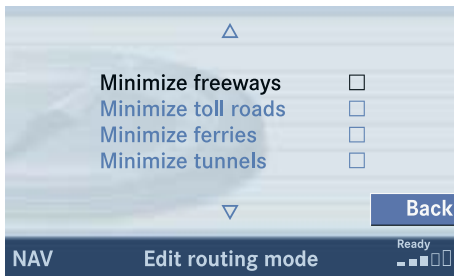 Minimize freeways
Minimize toll roads
Minimize ferries
Minimize tunnels
Back
NAV Edit routing mode Ready